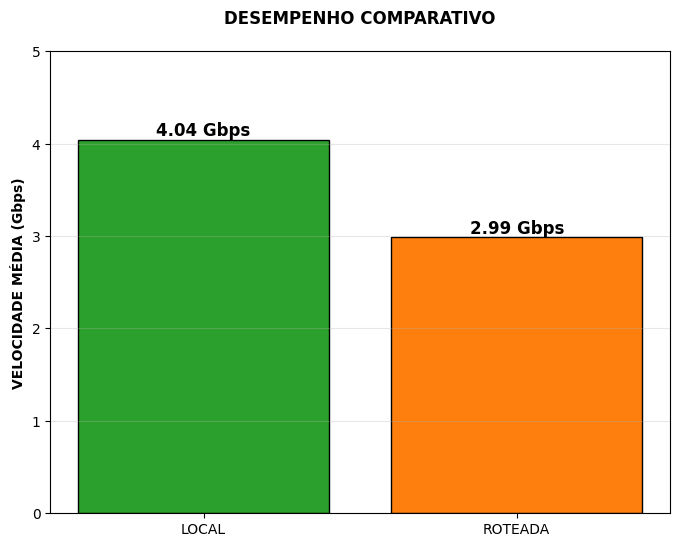 DESEMPENHO COMPARATIVO
VELOCIDADE MÉDIA (Gbps)
5
4
3
2
1
0
4.04 Gbps
2.99 Gbps
LOCAL
ROTEADA